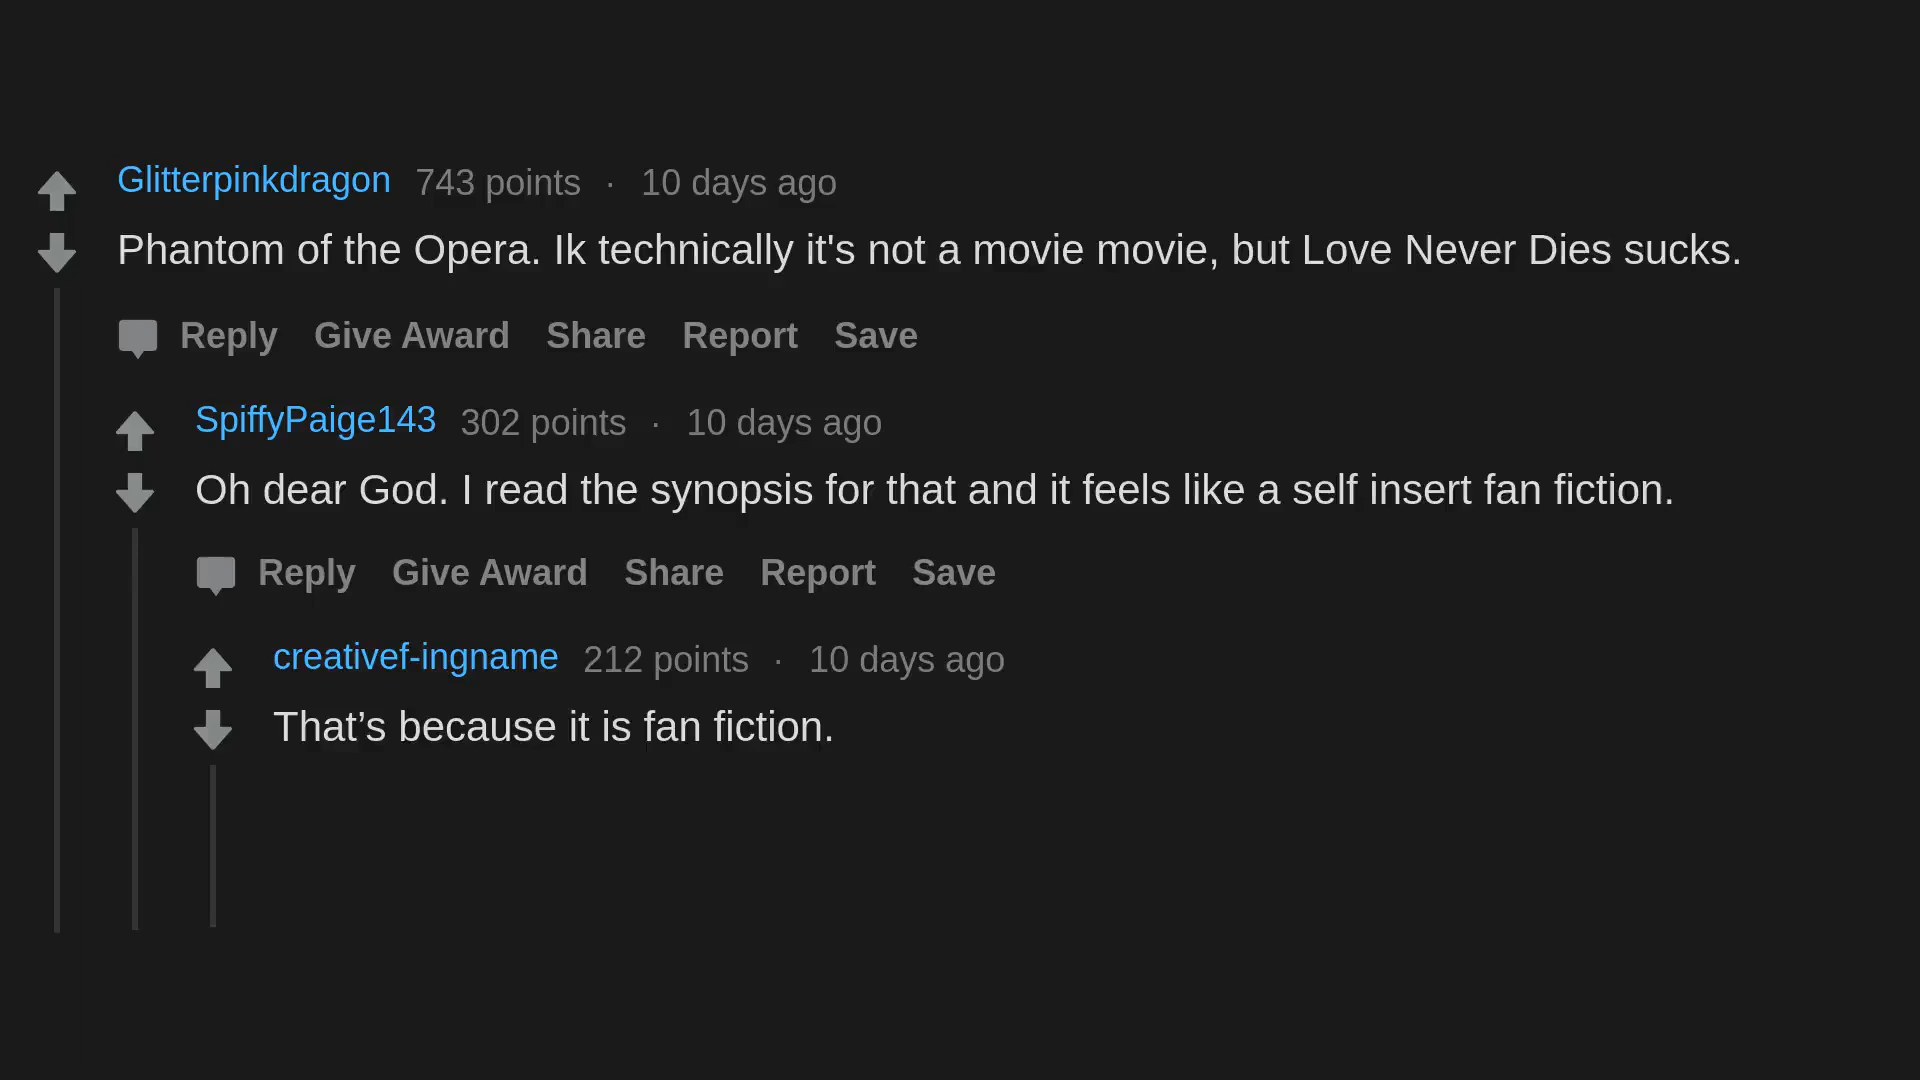 Glitterpinkdragon 743 points · 10 days ago
Phantom of the Opera. Ik technically it's not a movie movie, but Love Never Dies sucks.
Reply Give Award Share Report Save
SpiffyPaige143 302 points · 10 days ago
Oh dear God. I read the synopsis for that and it feels like a self insert fan fiction.
Reply Give Award Share Report Save
creativef-ingname 212 points · 10 days ago
That’s because it is fan fiction.